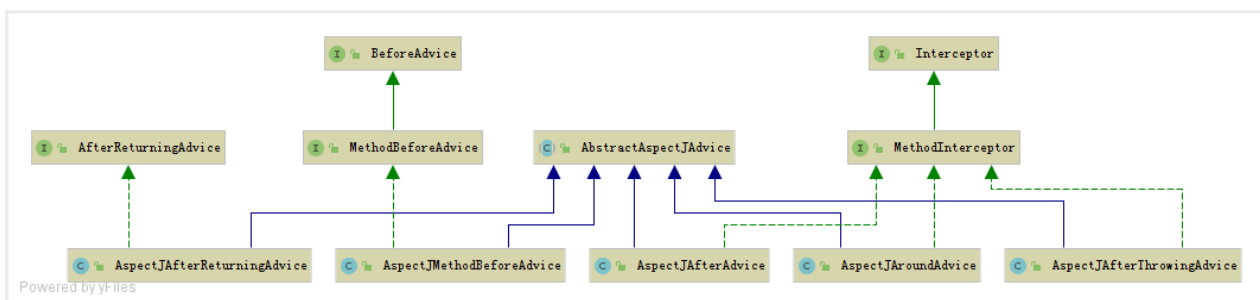 BeforeAdvice
Interceptor
AfterReturningAdvice
MethodBeforeAdvice
AbstractAspectJAdvice
MethodInterceptor
AspectJAfterReturningAdvice
AspectJMethodBeforeAdvice
AspectJAfterAdvice
AspectJAroundAdvice
AspectJAfterThrowingAdvice
Powered by yFiles